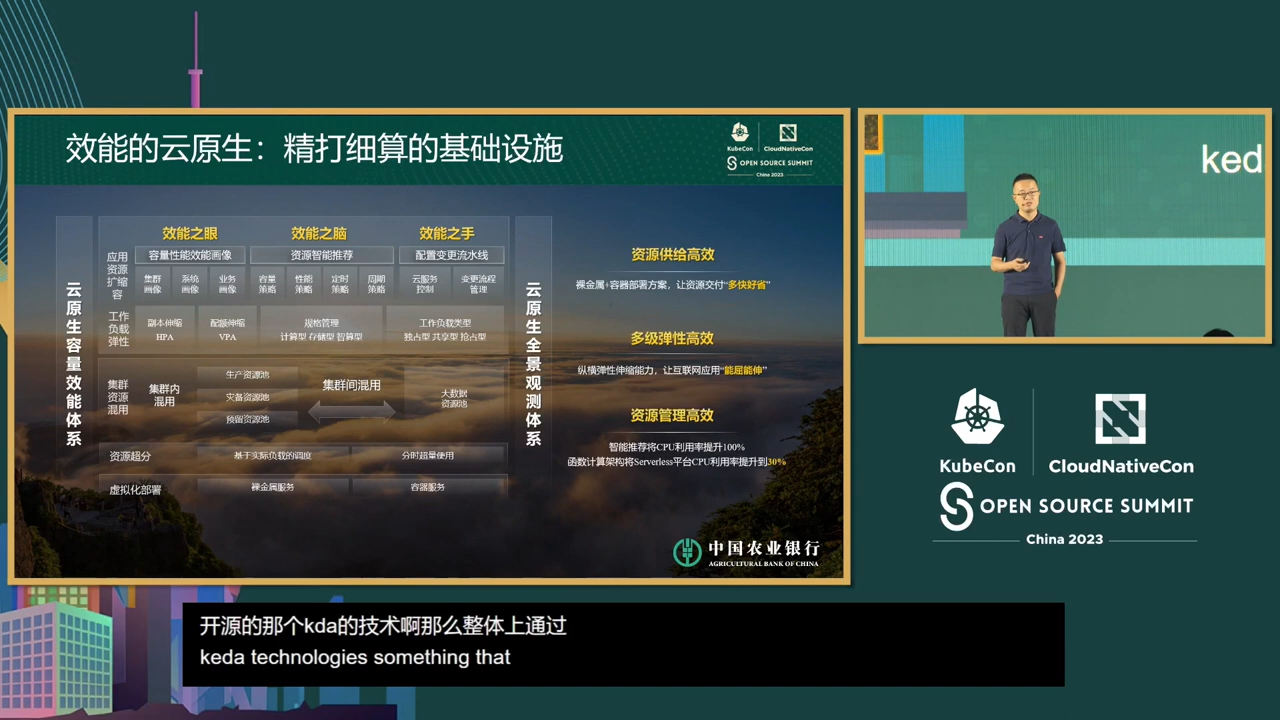 效能的云原生：精打细算的基础设施
KubeCon
CloudNativeCon
OPEN SOURCE SUMMIT
China 2023
云原生容量效能体系
效能之眼
效能之脑
效能之手
应用资源扩缩容
容量性能效能画像
资源智能推荐
配置变更流水线
集群画像
系统画像
业务画像
容量策略
性能策略
定时策略
周期策略
云服务控制
变更流程管理
工作负载弹性
副本伸缩
HPA
配额伸缩
VPA
规格管理
计算型 存储型 智算型
工作负载类型
独占型 共享型 抢占型
集群资源混用
集群内混用
生产资源池
灾备资源池
预留资源池
集群间混用
大数据资源池
资源超分
基于实际负载的调度
分时超量使用
虚拟化部署
裸金属服务
容器服务
云原生全景观测体系
资源供给高效
裸金属+容器部署方案，让资源交付“多快好省”
多级弹性高效
纵横弹性伸缩能力，让互联网应用“能屈能伸”
资源管理高效
智能推荐将CPU利用率提升100%
函数计算架构将Serverless平台CPU利用率提升到30%
中国农业银行
AGRICULTURAL BANK OF CHINA
ked
KubeCon
CloudNativeCon
OPEN SOURCE SUMMIT
China 2023
开源的那个kda的技术啊那么整体上通过
keda technologies something that